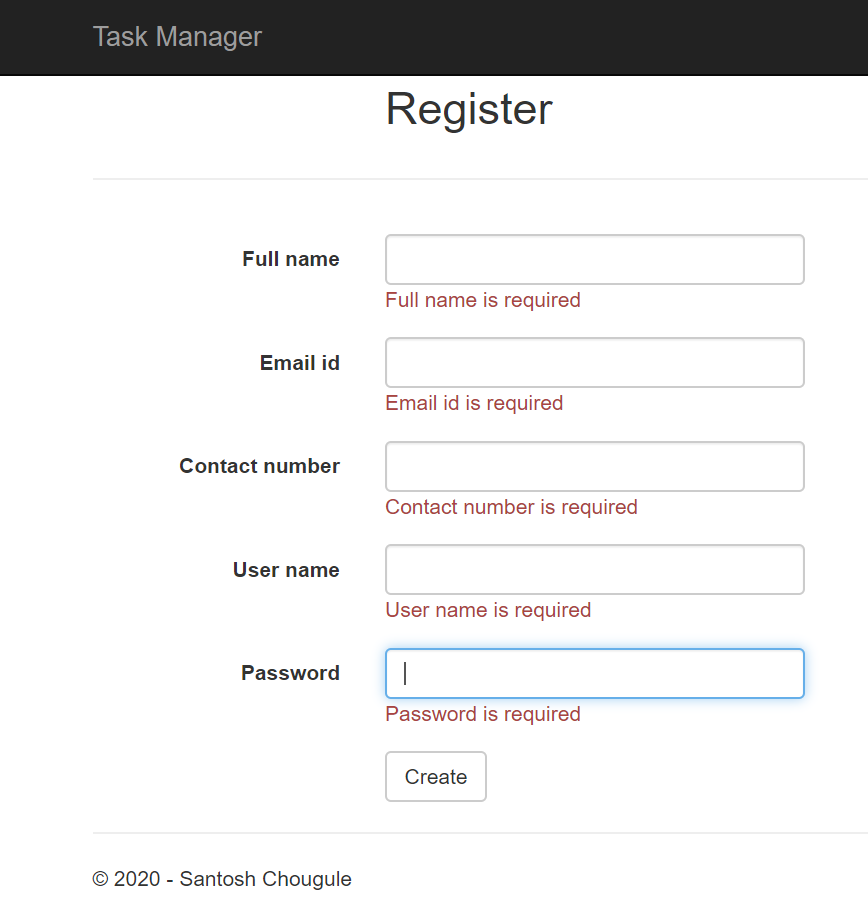 Task Manager
Register
Full name
Full name is required
Email id
Email id is required
Contact number
Contact number is required
User name
User name is required
Password
Password is required
Create
© 2020 - Santosh Chougule